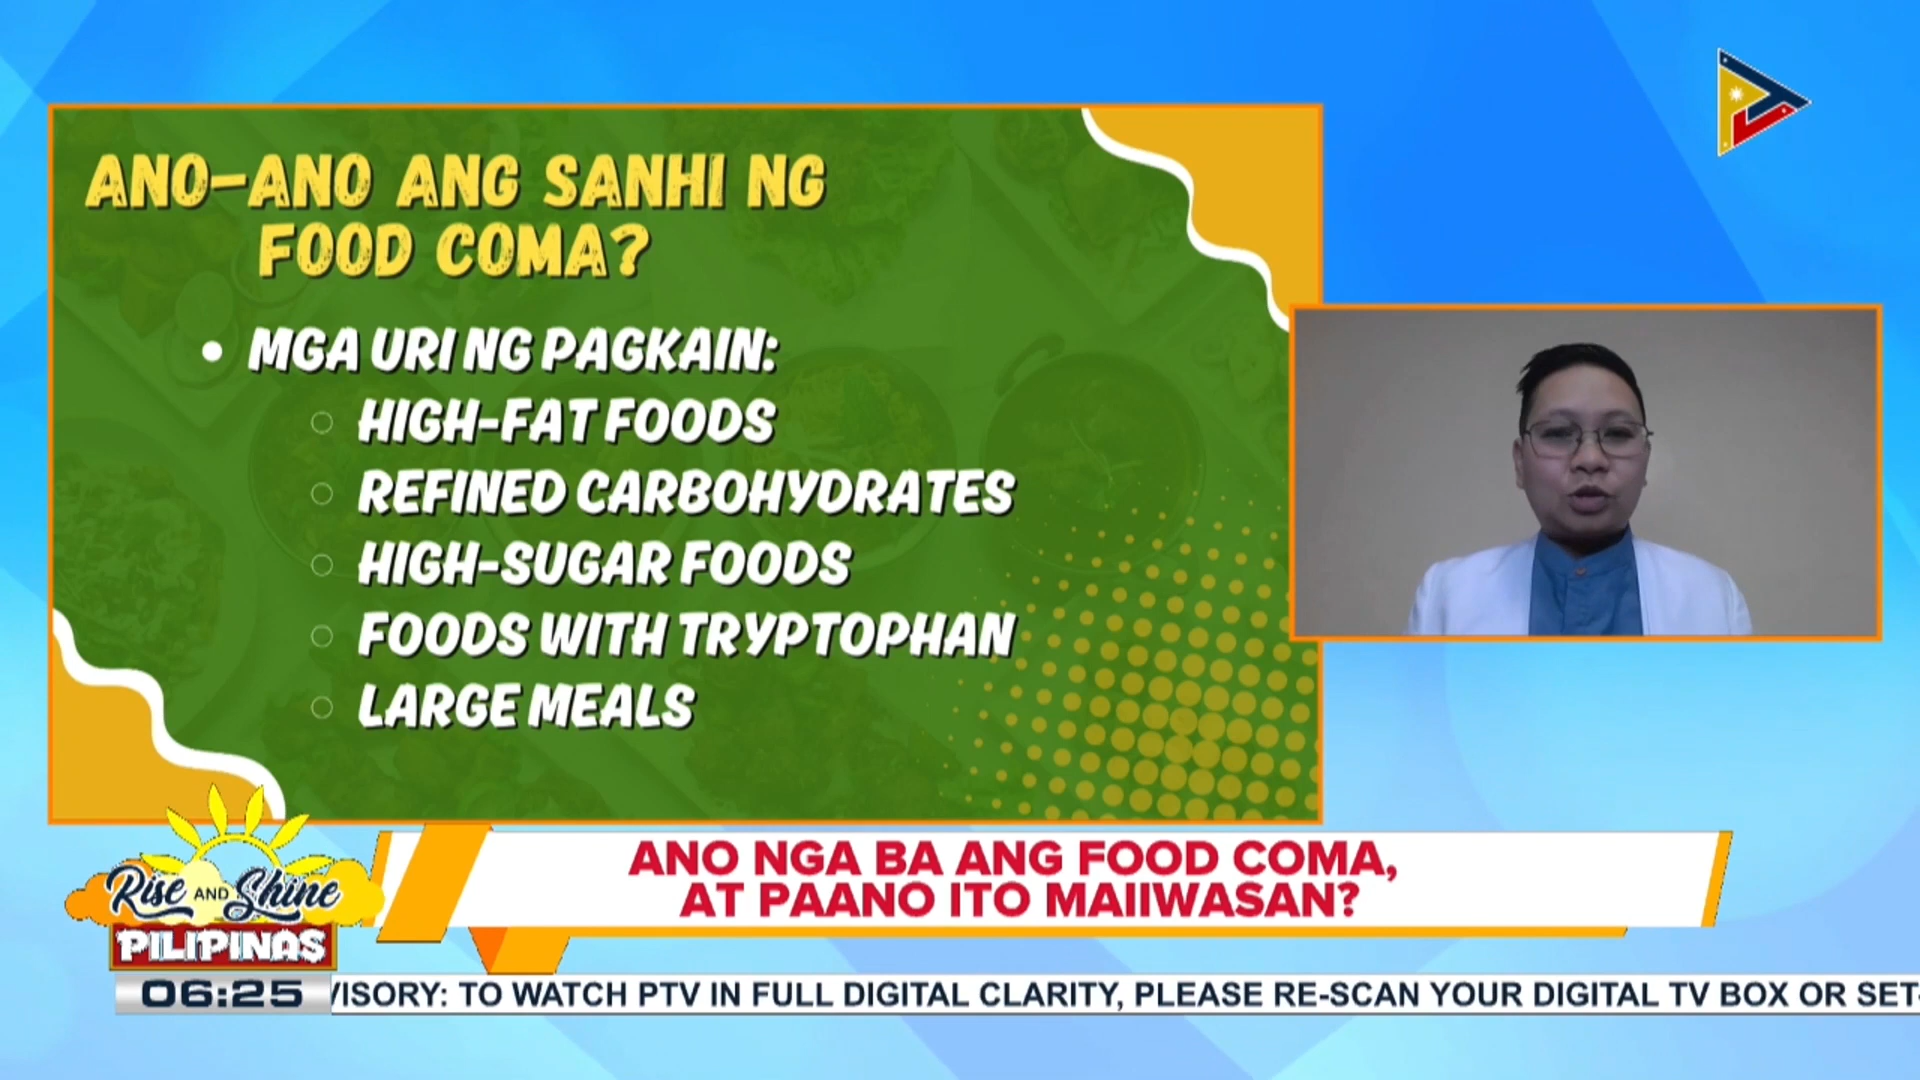 ANO-ANO ANG SANHI NG
FOOD COMA?
MGA URI NG PAGKAIN:
HIGH-FAT FOODS
REFINED CARBOHYDRATES
HIGH-SUGAR FOODS
FOODS WITH TRYPTOPHAN
LARGE MEALS
ANO NGA BA ANG FOOD COMA,
AT PAANO ITO MAIIWASAN?
Rise AND Shine
PILIPINAS
06:25
VISORY: TO WATCH PTV IN FULL DIGITAL CLARITY, PLEASE RE-SCAN YOUR DIGITAL TV BOX OR SET-